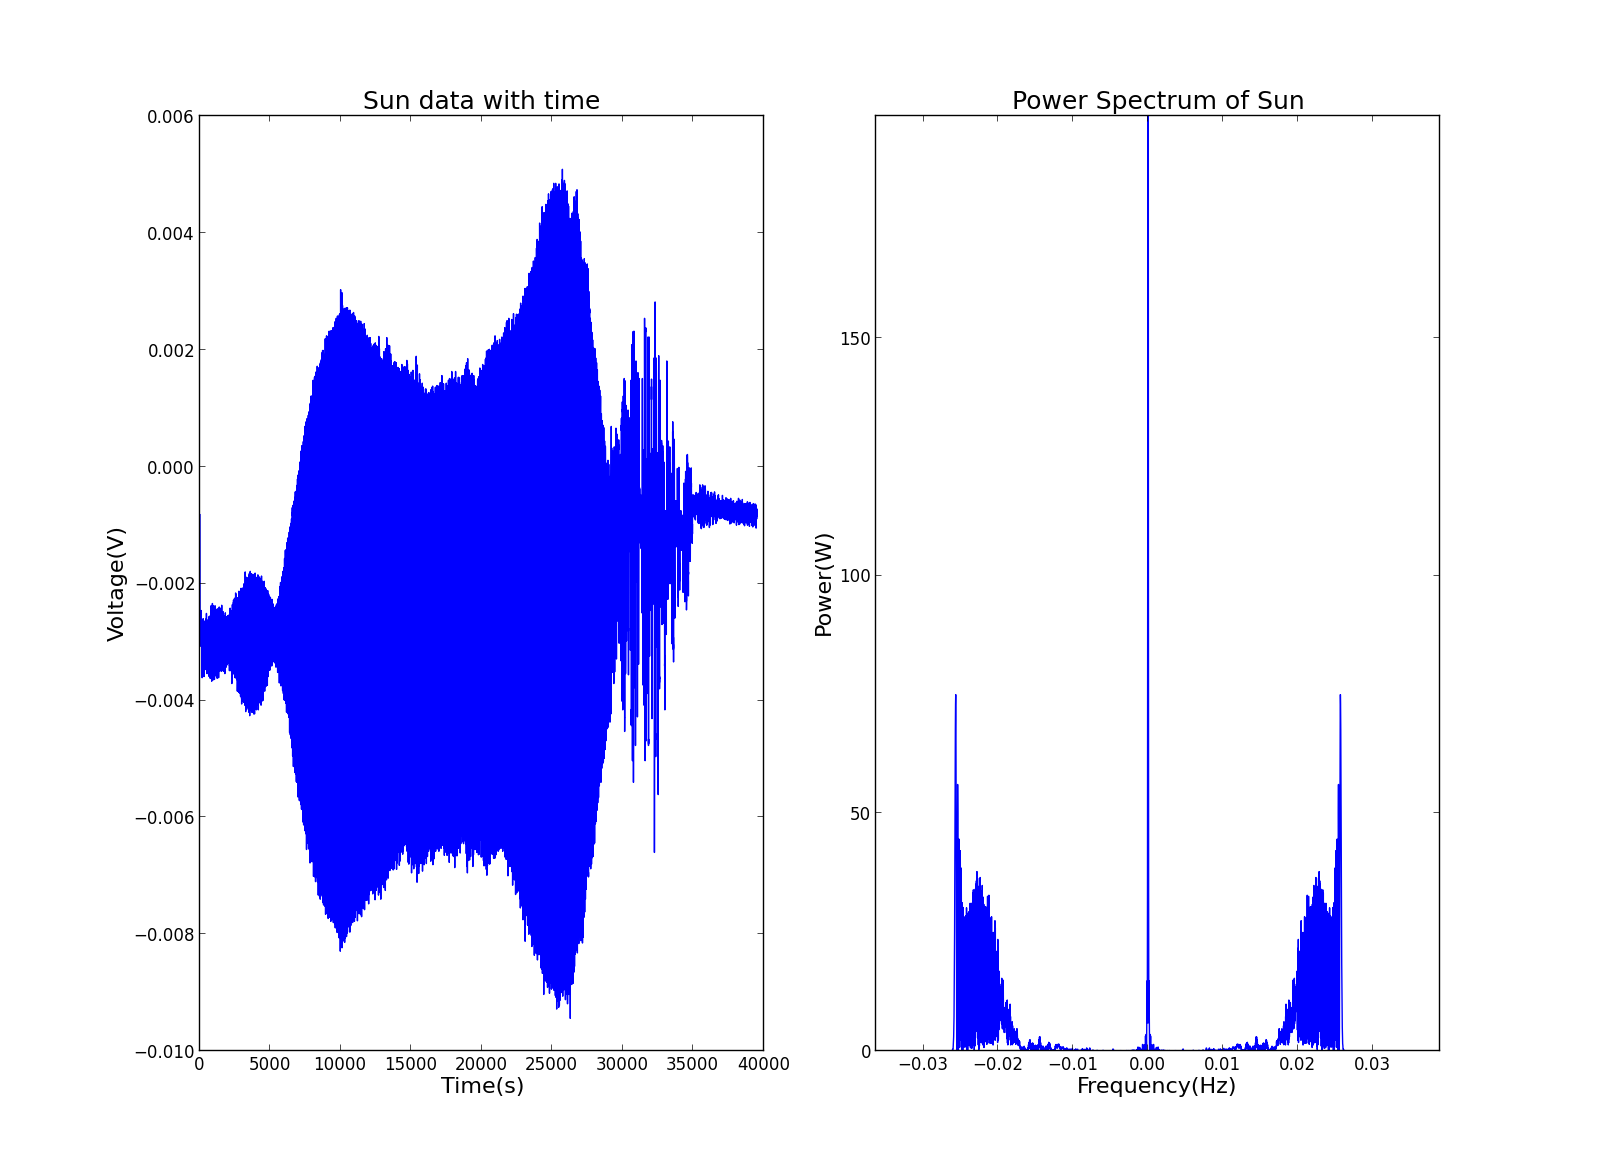 Sun data with time
0.006
0.004
0.002
0.000
−0.002
−0.004
−0.006
−0.008
−0.010
Voltage(V)
0 5000 10000 15000 20000 25000 30000 35000 40000
Time(s)
Power Spectrum of Sun
150
100
50
0
Power(W)
−0.03 −0.02 −0.01 0.00 0.01 0.02 0.03
Frequency(Hz)